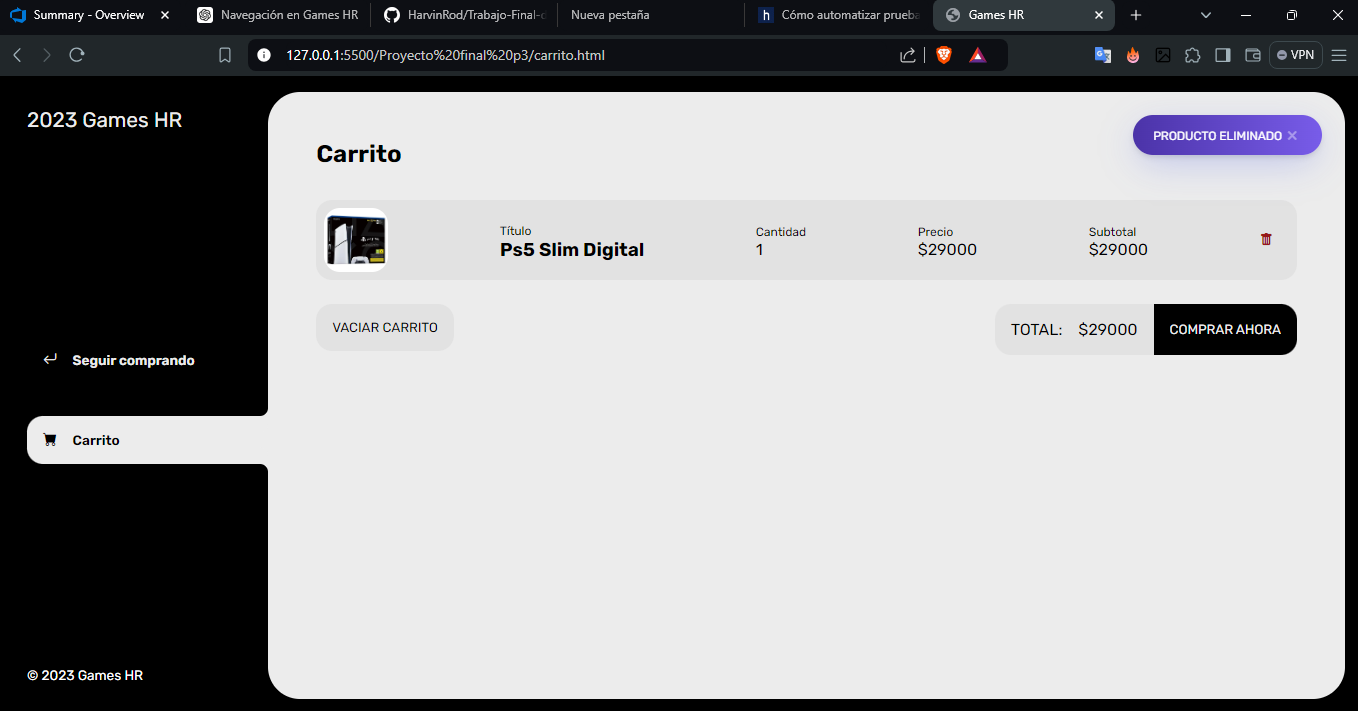 Summary - Overview
Navegación en Games HR
HarvinRod/Trabajo-Final-
Nueva pestaña
h Cómo automatizar prueba
Games HR
127.0.0.1:5500/Proyecto%20final%20p3/carrito.html
VPN
2023 Games HR
PRODUCTO ELIMINADO
Carrito
Título
Ps5 Slim Digital
Cantidad
1
Precio
$29000
Subtotal
$29000
VACIAR CARRITO
TOTAL: $29000
COMPRAR AHORA
Seguir comprando
Carrito
© 2023 Games HR